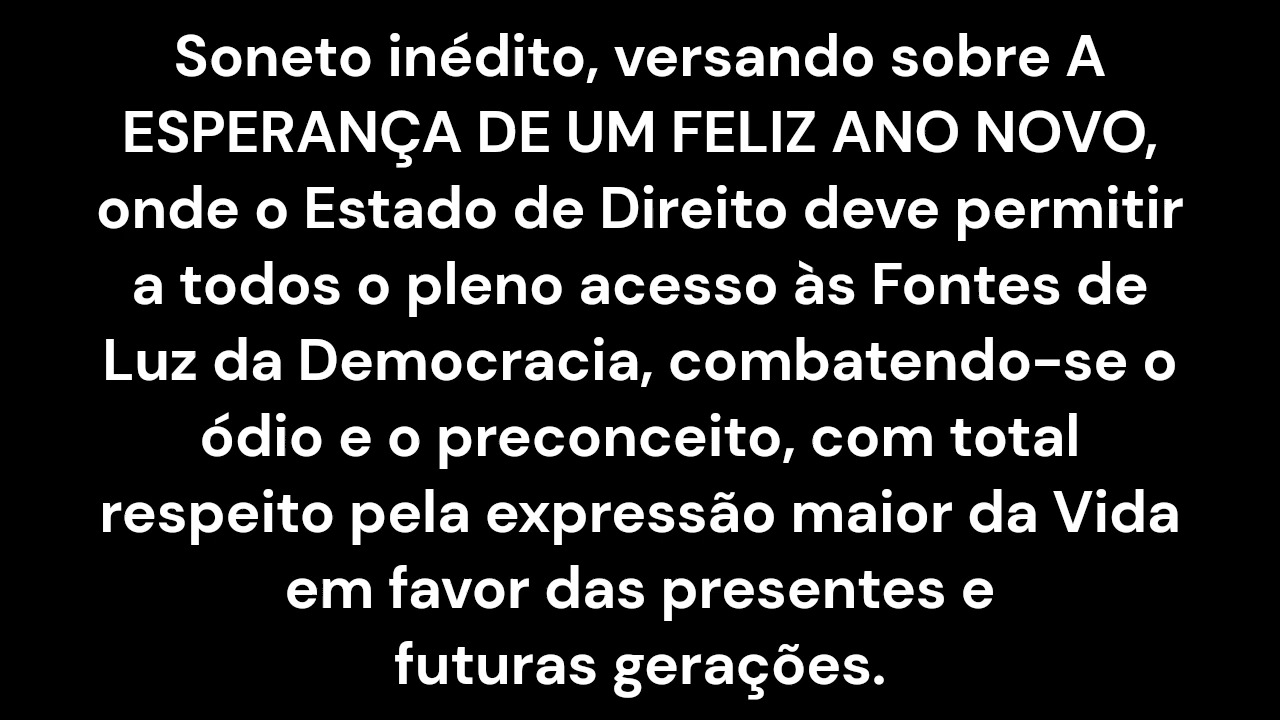 Soneto inédito, versando sobre A
ESPERANÇA DE UM FELIZ ANO NOVO,
onde o Estado de Direito deve permitir
a todos o pleno acesso às Fontes de
Luz da Democracia, combatendo-se o
ódio e o preconceito, com total
respeito pela expressão maior da Vida
em favor das presentes e
futuras gerações.